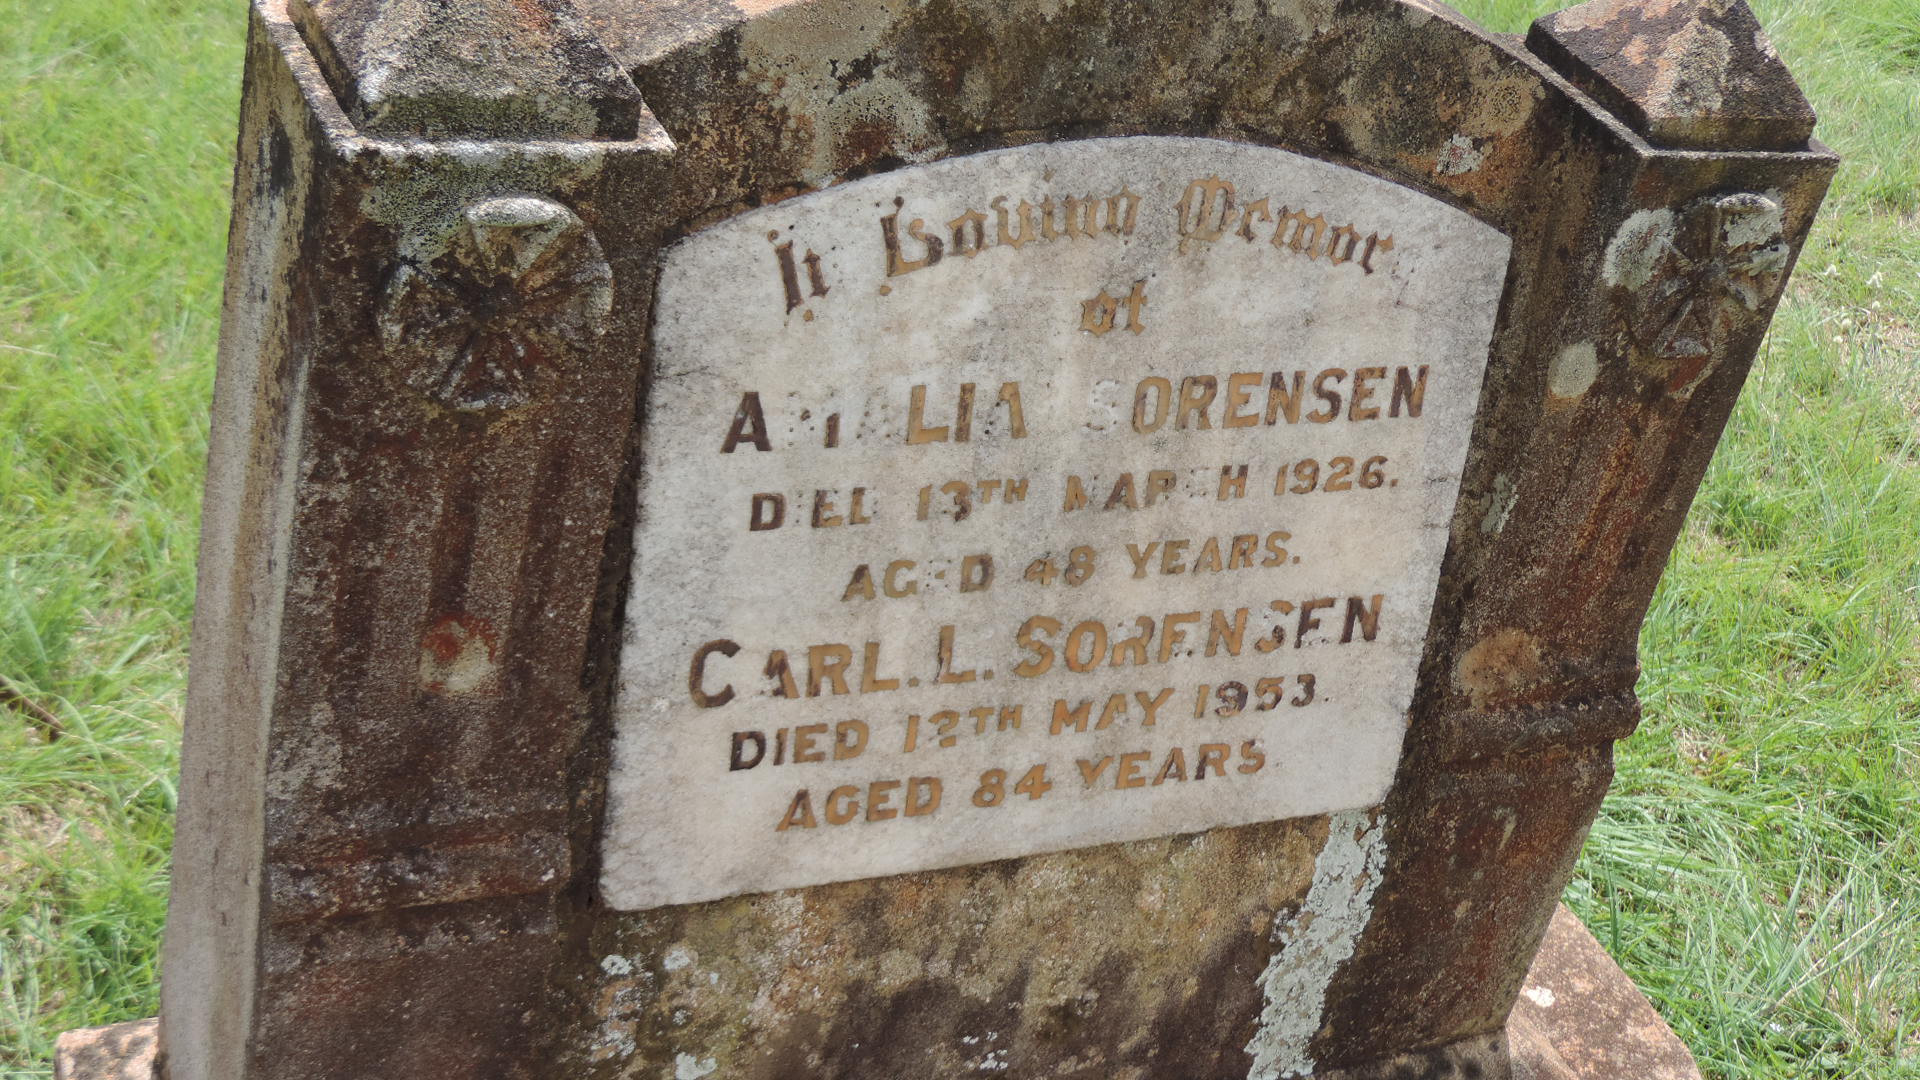 In Loving Memory
of
AMALIA SORENSEN
DIED 13TH MARCH 1926.
AGED 48 YEARS.
CARL. L. SORENSEN
DIED 12TH MAY 1953.
AGED 84 YEARS